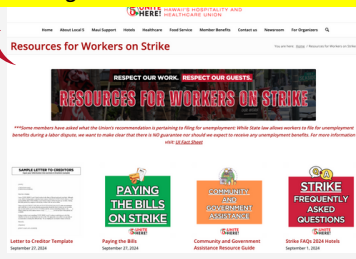 UNITE HERE! HAWAII'S HOSPITALITY AND
HEALTHCARE UNION
Home About Local 5 Maui Support Hotels Healthcare Food Service Member Benefits Contact us Newsroom For Organizers
Resources for Workers on Strike
You are here: Home / Resources for Workers on Strike
RESPECT OUR WORK. RESPECT OUR GUESTS.
RESOURCES FOR WORKERS ON STRIKE
***Some members have asked what the Union's recommendation is pertaining to filing for unemployment: While State law allows workers to file for unemployment
benefits during a labor dispute, we want to make clear that there is NO guarantee nor should we expect to receive any unemployment benefits. For more information
visit: UI Fact Sheet
SAMPLE LETTER TO CREDITORS
PAYING
THE BILLS
ON STRIKE
UNITE
HERE!
COMMUNITY
AND
GOVERNMENT
ASSISTANCE
UNITE
HERE!
STRIKE
FREQUENTLY
ASKED
QUESTIONS
UNITE
HERE!
Letter to Creditor Template
September 27, 2024
Paying the Bills
September 27, 2024
Community and Government
Assistance Resource Guide
Strike FAQs 2024 Hotels
September 1, 2024